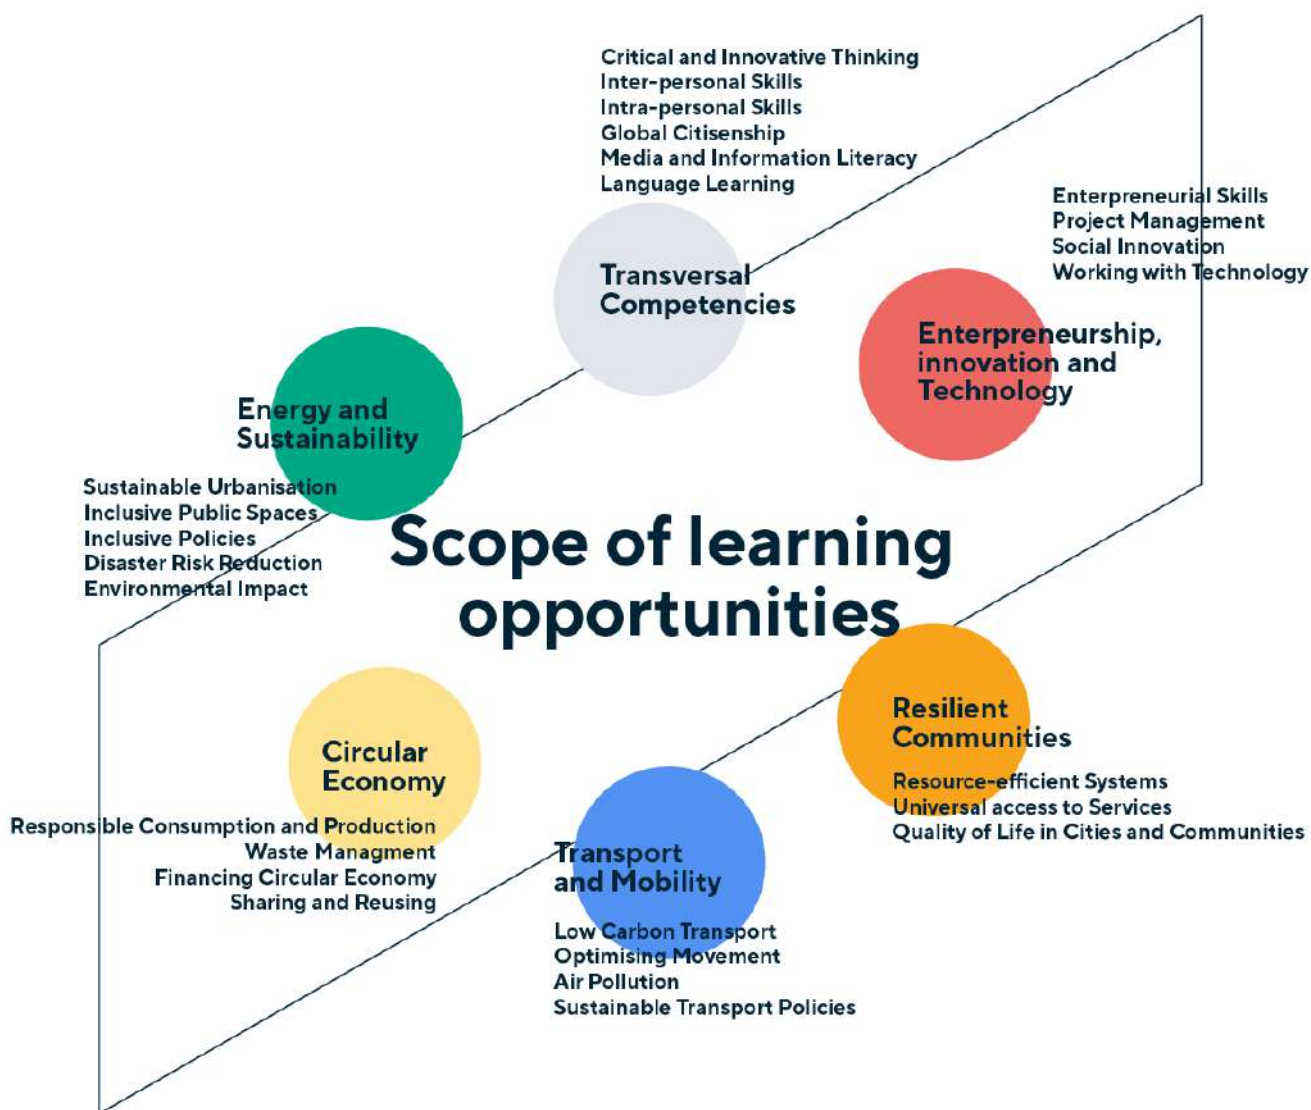 Critical and Innovative Thinking
Inter-personal Skills
Intra-personal Skills
Global Citisenship
Media and Information Literacy
Language Learning
Transversal
Competencies
Enterpreneurial Skills
Project Management
Social Innovation
Working with Technology
Enterpreneurship,
innovation and
Technology
Energy and
Sustainability
Sustainable Urbanisation
Inclusive Public Spaces
Inclusive Policies
Disaster Risk Reduction
Environmental Impact
Scope of learning
opportunities
Circular
Economy
Responsible Consumption and Production
Waste Managment
Financing Circular Economy
Sharing and Reusing
Transport
and Mobility
Low Carbon Transport
Optimising Movement
Air Pollution
Sustainable Transport Policies
Resilient
Communities
Resource-efficient Systems
Universal access to Services
Quality of Life in Cities and Communities